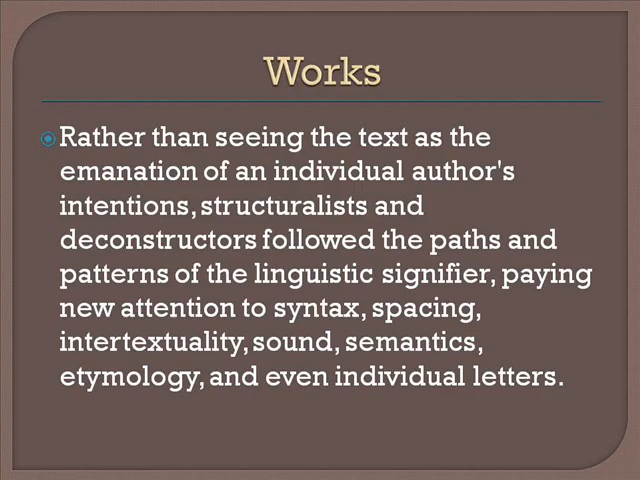 Works
Rather than seeing the text as the
emanation of an individual author's
intentions, structuralists and
deconstructors followed the paths and
patterns of the linguistic signifier, paying
new attention to syntax, spacing,
intertextuality, sound, semantics,
etymology, and even individual letters.